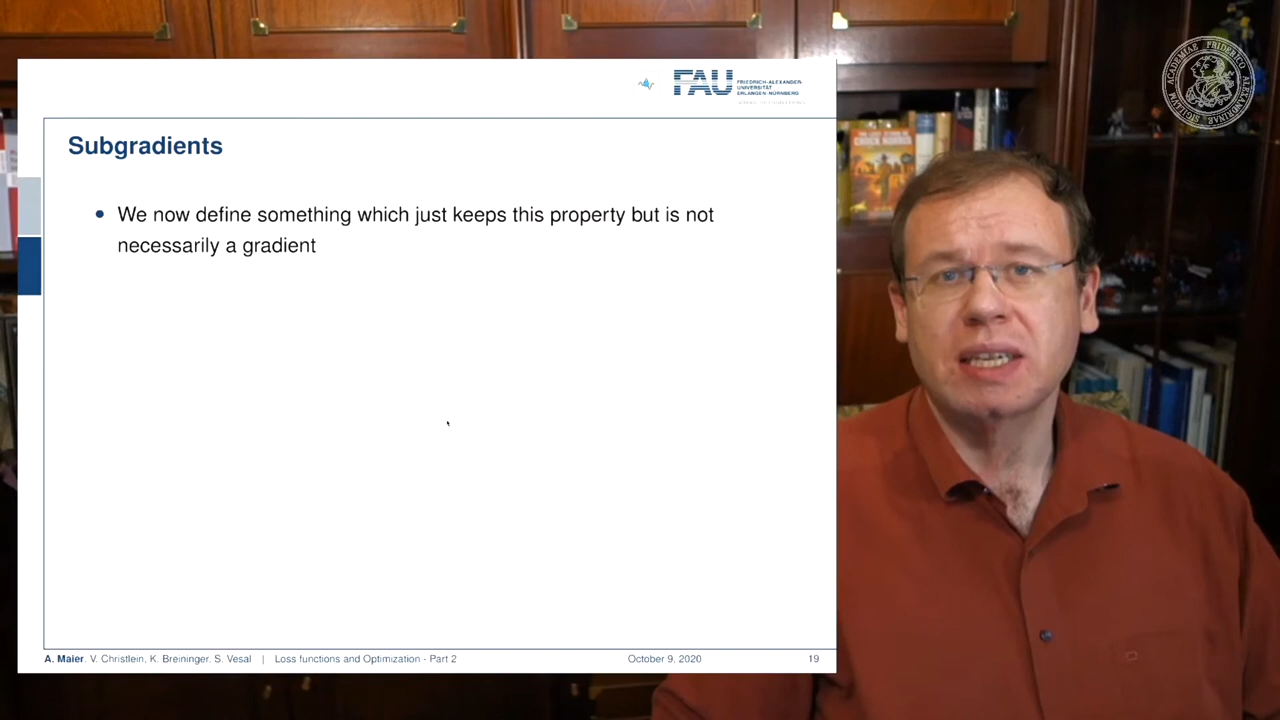 FAU
FRIEDRICH-ALEXANDER-
UNIVERSITÄT
ERLANGEN-NÜRNBERG
Subgradients
We now define something which just keeps this property but is not
necessarily a gradient
A. Maier, V. Christlein, K. Breininger, S. Vesal | Loss functions and Optimization - Part 2 October 9, 2020 19